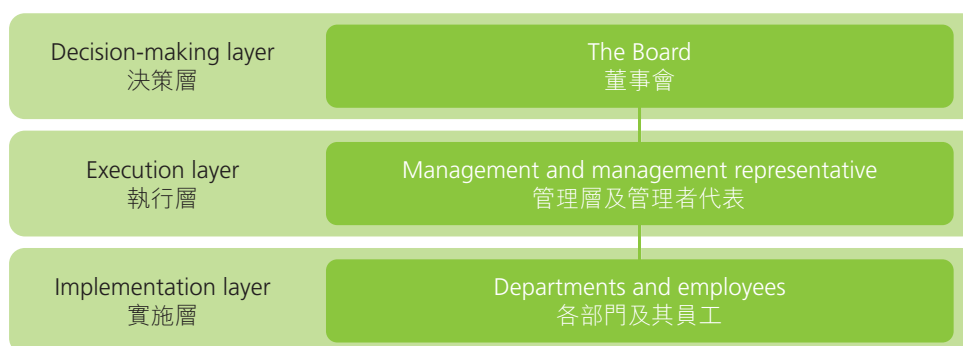 Decision-making layer
決策層
The Board
董事會
Execution layer
執行層
Management and management representative
管理層及管理者代表
Implementation layer
實施層
Departments and employees
各部門及其員工